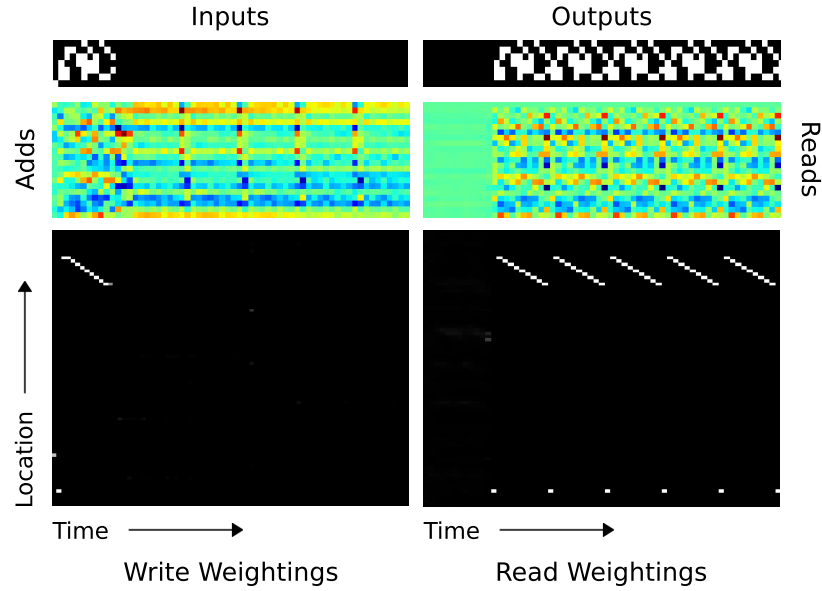 Inputs
Outputs
Adds
Reads
Location
Time
Time
Write Weightings
Read Weightings